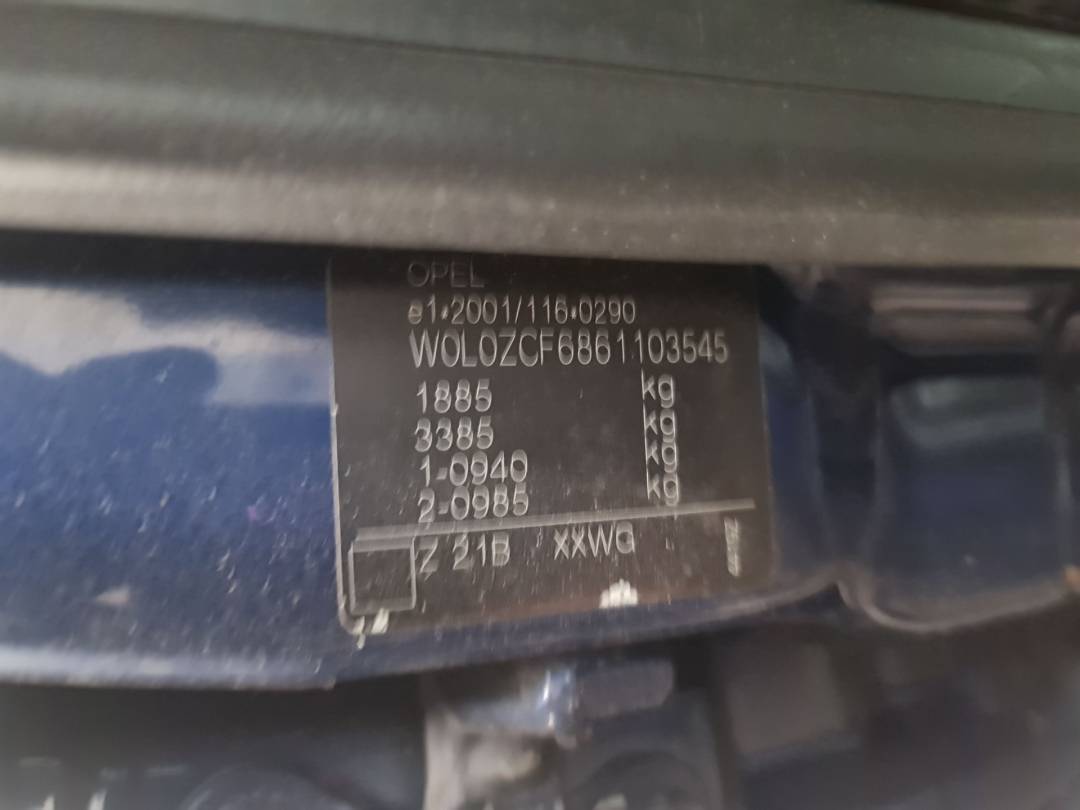 OPEL
e1*2001/116*0290
W0L0ZCF6861103545
1885 kg
3385 kg
1-0940 kg
2-0985 kg
Z 21B XXWG